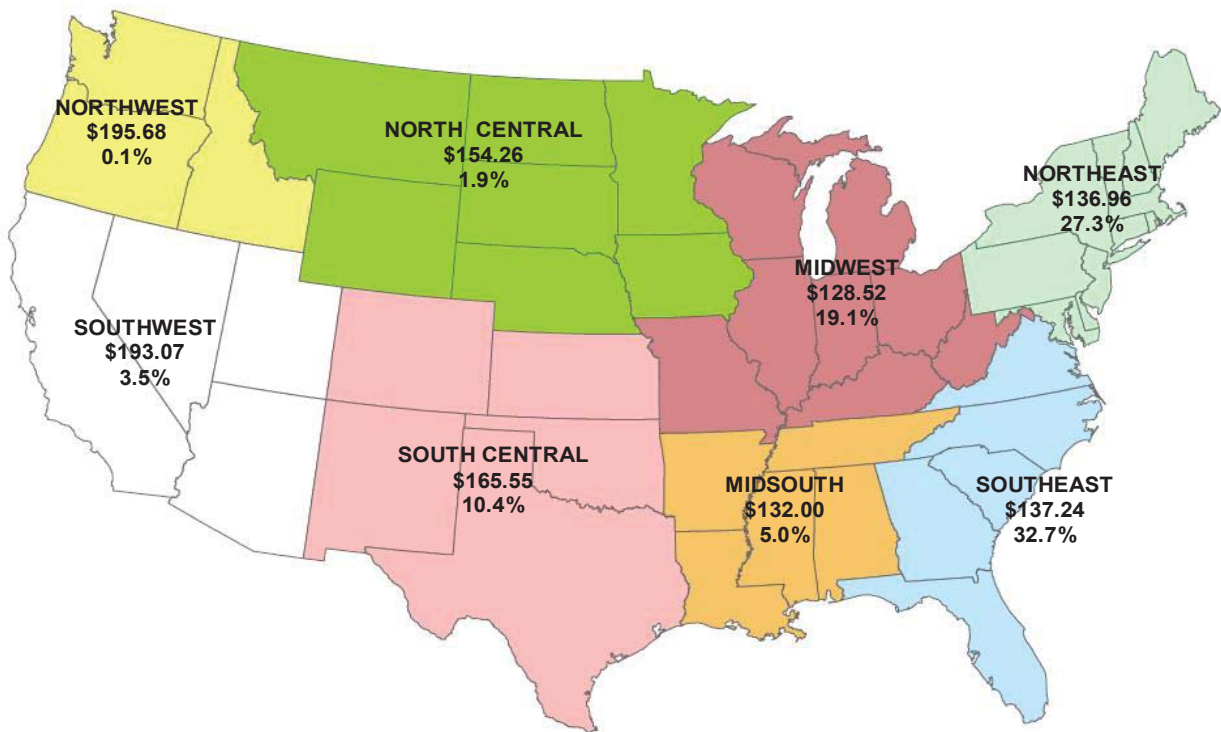 NORTHWEST
$195.68
0.1%
NORTH CENTRAL
$154.26
1.9%
NORTHEAST
$136.96
27.3%
MIDWEST
$128.52
19.1%
SOUTHWEST
$193.07
3.5%
SOUTH CENTRAL
$165.55
10.4%
MIDSOUTH
$132.00
5.0%
SOUTHEAST
$137.24
32.7%